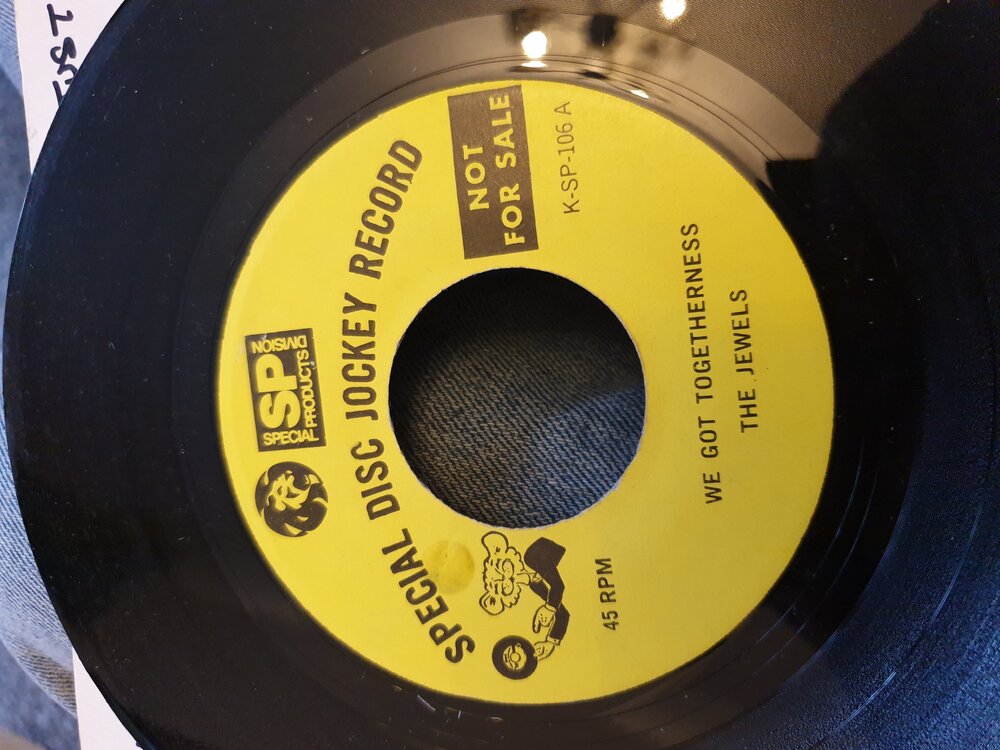 SP
SPECIAL PRODUCTS DIVISION
SPECIAL DISC JOCKEY RECORD
NOT
FOR SALE
45 RPM
K-SP-106 A
WE GOT TOGETHERNESS
THE JEWELS